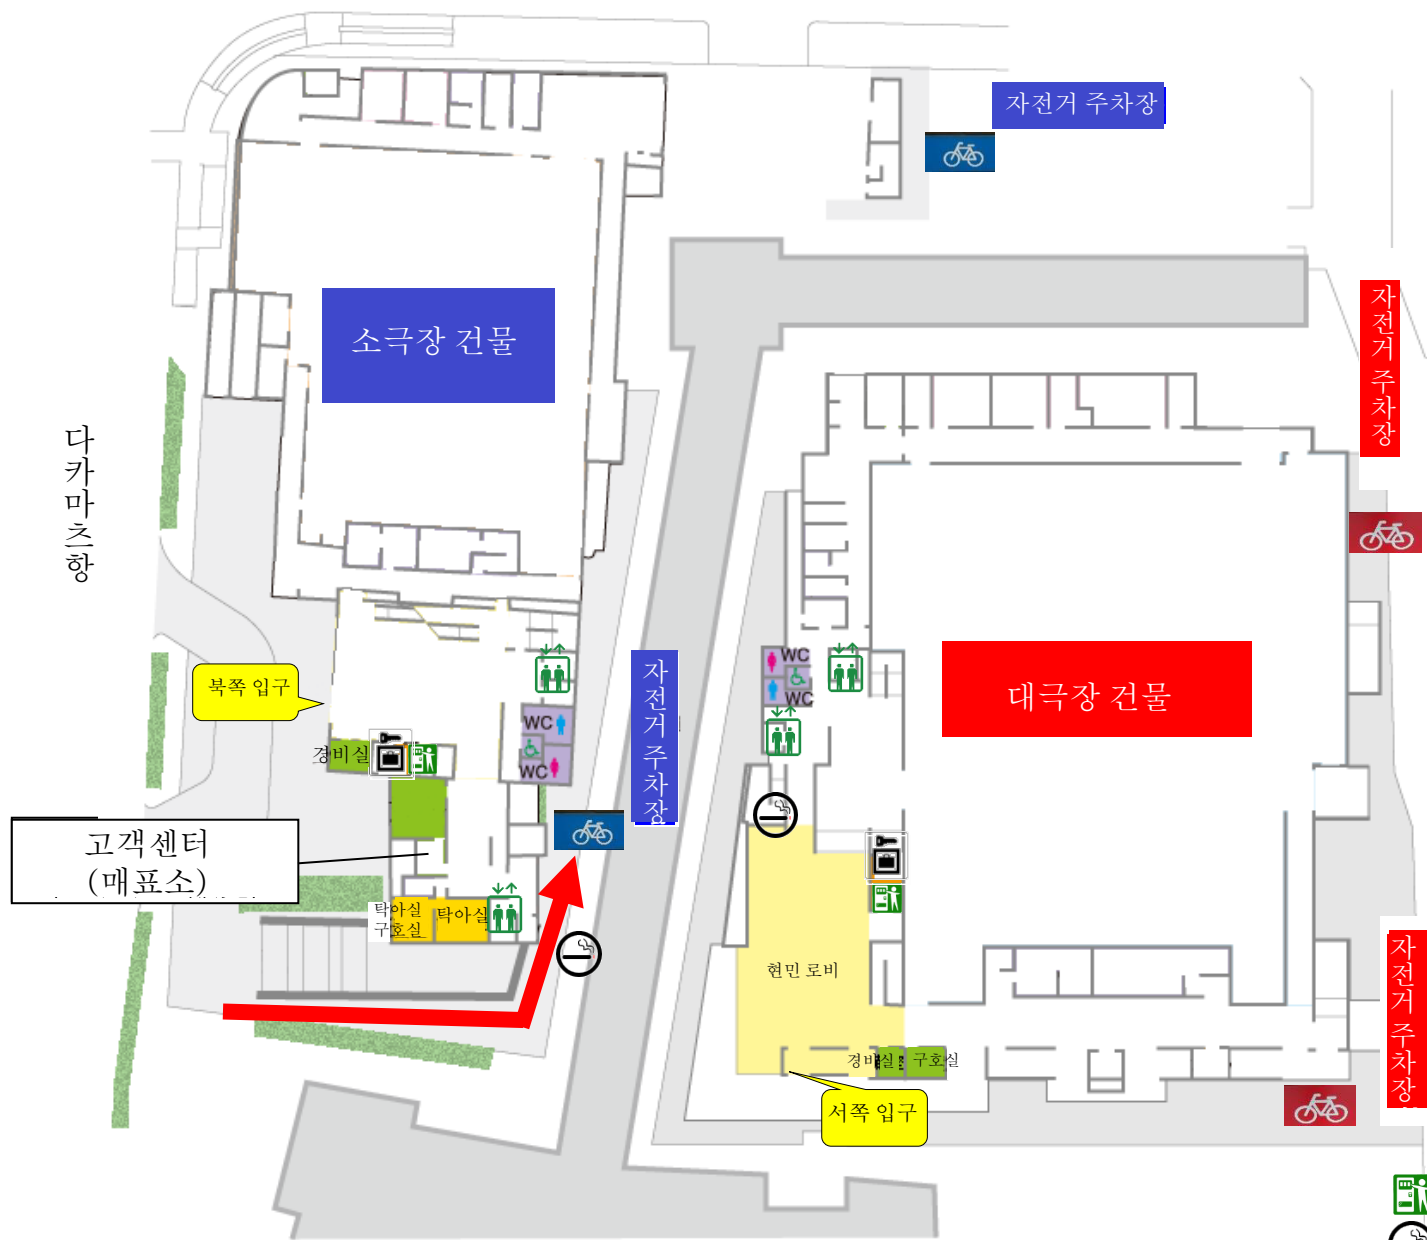 자전거 주차장
자전거 주차장
소극장 건물
다카마츠항
북쪽 입구
자전거 주차장
WC
WC
대극장 건물
WC
WC
경비실
고객센터
(매표소)
탁아실
구호실
탁아실
현민 로비
경비실
구호실
서쪽 입구
자전거 주차장